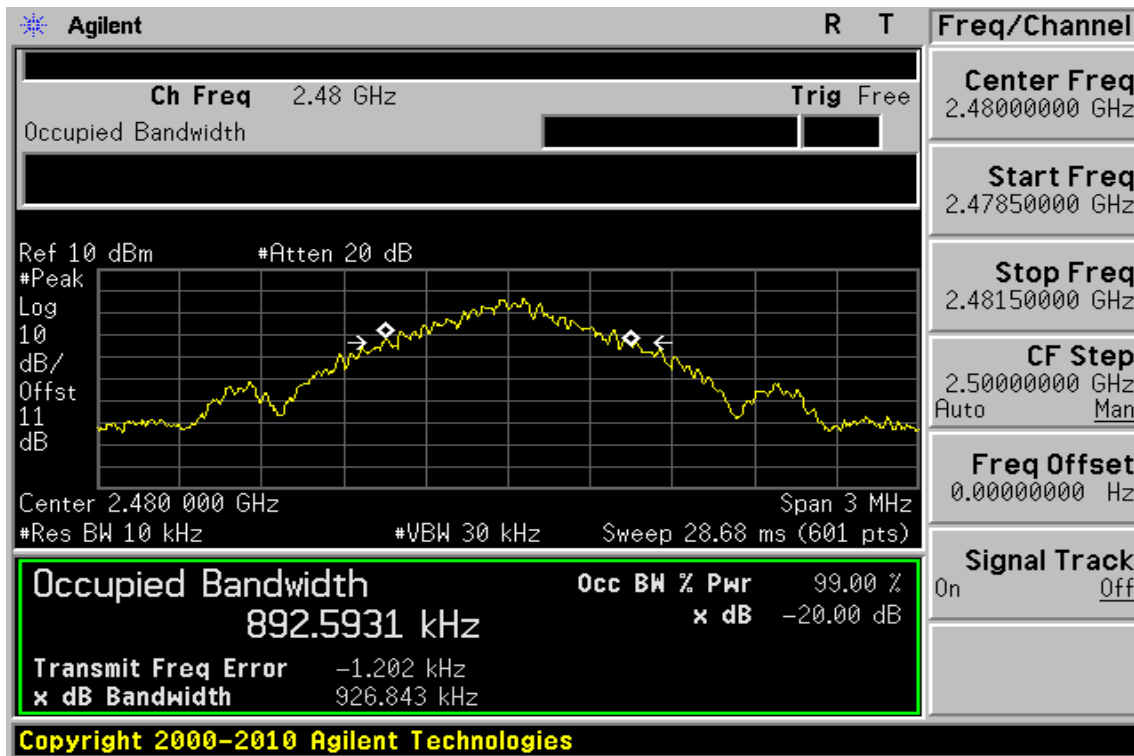 Agilent R T Freq/Channel
Ch Freq 2.48 GHz Trig Free
Occupied Bandwidth
Center Freq
2.48000000 GHz
Start Freq
2.47850000 GHz
Stop Freq
2.48150000 GHz
CF Step
2.50000000 GHz
Auto Man
Freq Offset
0.00000000 Hz
Signal Track
On Off
Ref 10 dBm #Atten 20 dB
#Peak
Log
10
dB/
Offst
11
dB
Center 2.480 000 GHz Span 3 MHz
#Res BW 10 kHz #VBW 30 kHz Sweep 28.68 ms (601 pts)
Occupied Bandwidth
892.5931 kHz
Occ BW % Pwr 99.00 %
x dB -20.00 dB
Transmit Freq Error -1.202 kHz
x dB Bandwidth 926.843 kHz
Copyright 2000-2010 Agilent Technologies